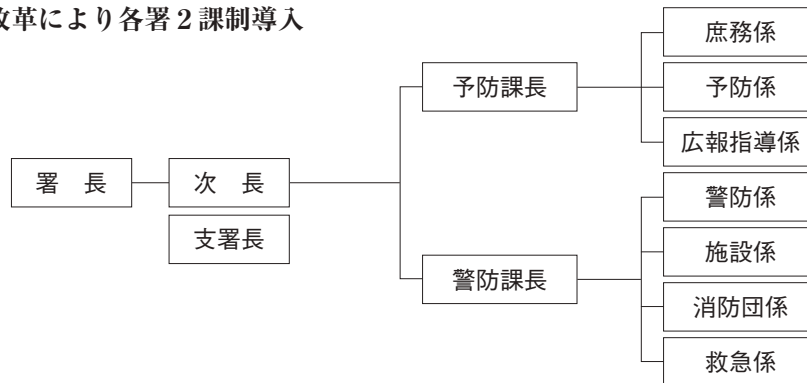 改革により各署２課制導入
庶務係
予防課長
予防係
広報指導係
署　長
次　長
支署長
警防係
施設係
警防課長
消防団係
救急係